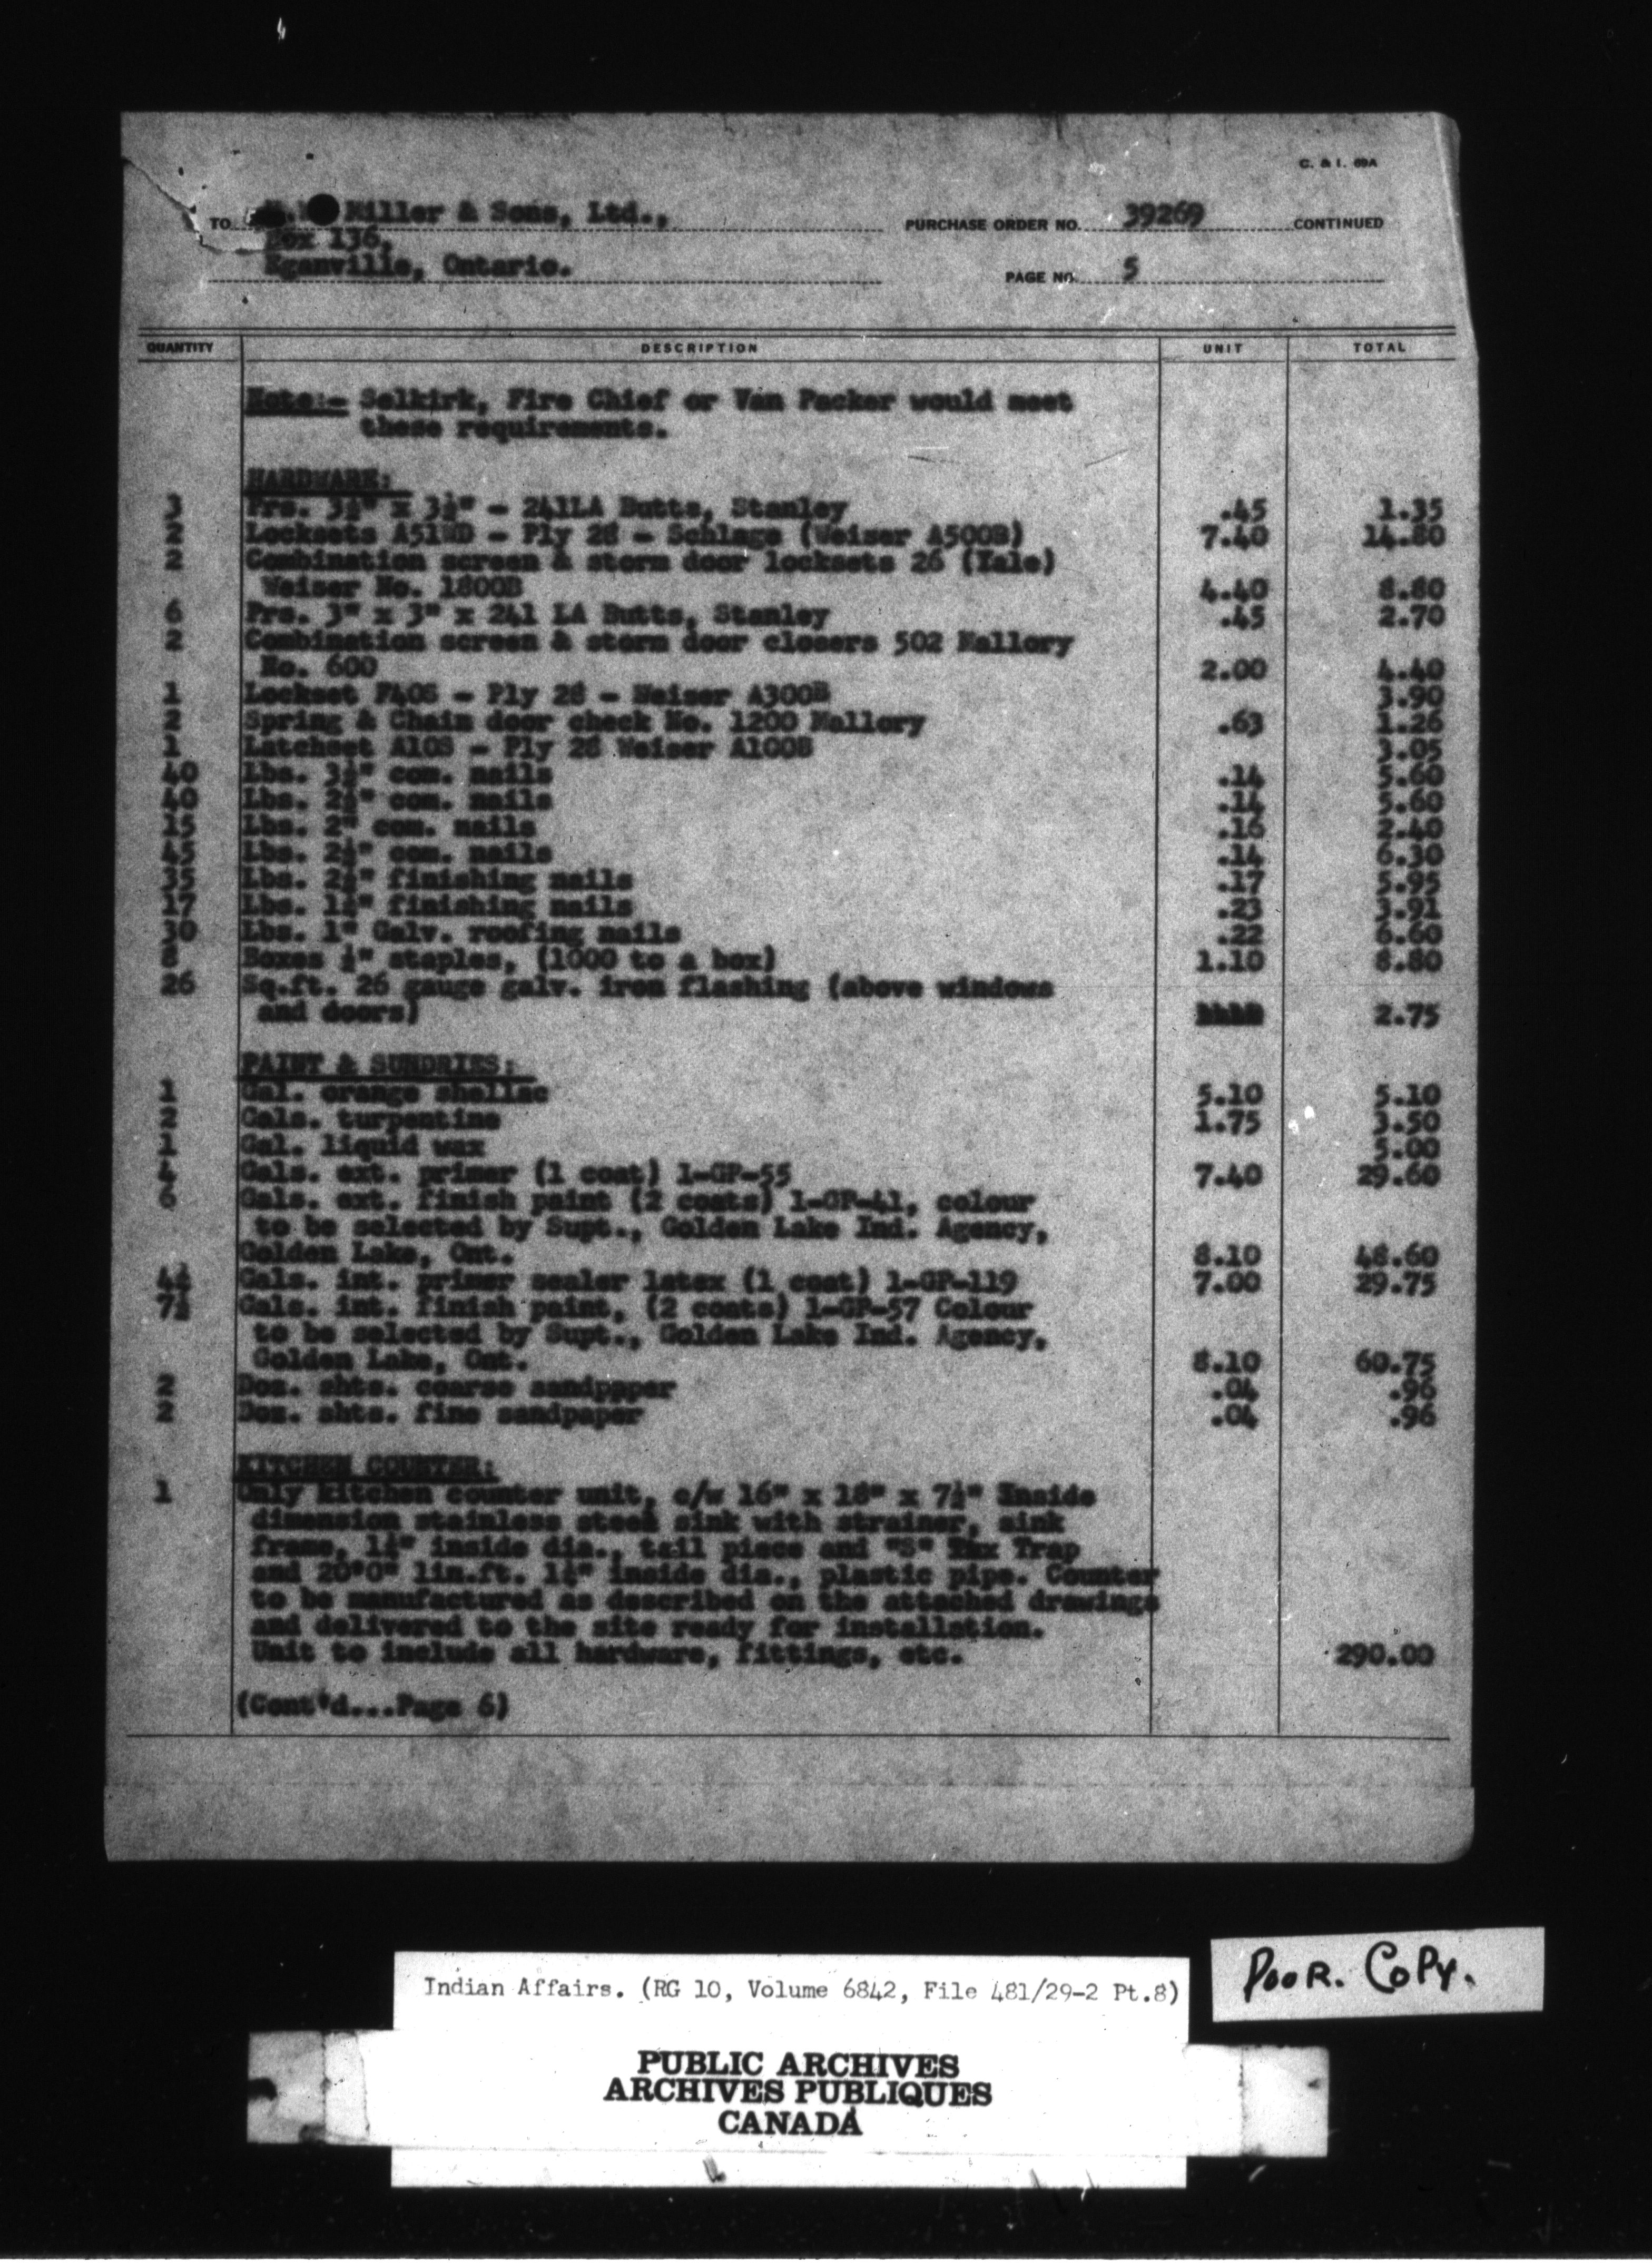 C. & I. 69A
TO Miller & Sons, Ltd., PURCHASE ORDER NO. 39269 CONTINUED
Box 136,
Eganville, Ontario. PAGE NO. 5
QUANTITY DESCRIPTION UNIT TOTAL
Note:- Selkirk, Fire Chief or Van Packer would meet
these requirements.
HARDWARE:
3 Prs. 3½" x 3½" - 241LA Butts, Stanley .45 1.35
2 Locksets - Ply 28 - Schlage (Weiser A500B) 7.40 14.80
2 Combination screen & storm door locksets 26 (Yale)
Weiser No. 1800B 4.40 8.80
6 Prs. 3" x 3" x 241 LA Butts, Stanley .45 2.70
2 Combination screen & storm door closers 502 Mallory
No. 600 2.00 4.40
1 Lockset F40S - Ply 28 - Weiser A300B 3.90
2 Spring & Chain door check No. 1200 Mallory .63 1.26
1 Latchset A10S - Ply 28 Weiser A100B 3.05
40 Lbs. 3½" com. nails .14 5.60
40 Lbs. 2½" com. nails .14 5.60
15 Lbs. 2" com. nails .16 2.40
45 Lbs. com. nails .14 6.30
35 Lbs. finishing nails .17 5.95
17 Lbs. 1½" finishing nails .23 3.91
30 Lbs. 1" Galv. roofing nails .22 6.60
8 Boxes staples, (1000 to a box) 1.10 8.80
26 Sq.ft. 26 gauge galv. iron flashing (above windows
and doors) 2.75
PAINT & SUNDRIES:
1 Gal. orange shellac 5.10 5.10
2 Gals. turpentine 1.75 3.50
1 Gal. liquid wax 5.00
4 Gals. ext. primer (1 coat) 1-GP-55 7.40 29.60
6 Gals. ext. finish paint (2 coats) 1-GP-41, colour
to be selected by Supt., Golden Lake Ind. Agency,
Golden Lake, Ont. 8.10 48.60
4¼ Gals. int. primer sealer latex (1 coat) 1-GP-119 7.00 29.75
7½ Gals. int. finish paint, (2 coats) 1-GP-57 Colour
to be selected by Supt., Golden Lake Ind. Agency,
Golden Lake, Ont. 8.10 60.75
2 Doz. shts. coarse sandppper .04 .96
2 Doz. shts. fine sandpaper .04 .96
KITCHEN COUNTER:
1 Only kitchen counter unit, c/w 16" x 18" x 7½" Inside
dimension stainless steel sink with strainer, sink
frame, 1½" inside dia., tail piece and "S" Trap
and 20'0" lin.ft. inside dia., plastic pipe. Counter
to be manufactured as described on the attached drawings
and delivered to the site ready for installation.
Unit to include all hardware, fittings, etc. 290.00
(Cont'd...Page 6)
Indian Affairs. (RG 10, Volume 6842, File 481/29-2 Pt.8)
POOR. COPY.
PUBLIC ARCHIVES
ARCHIVES PUBLIQUES
CANADA